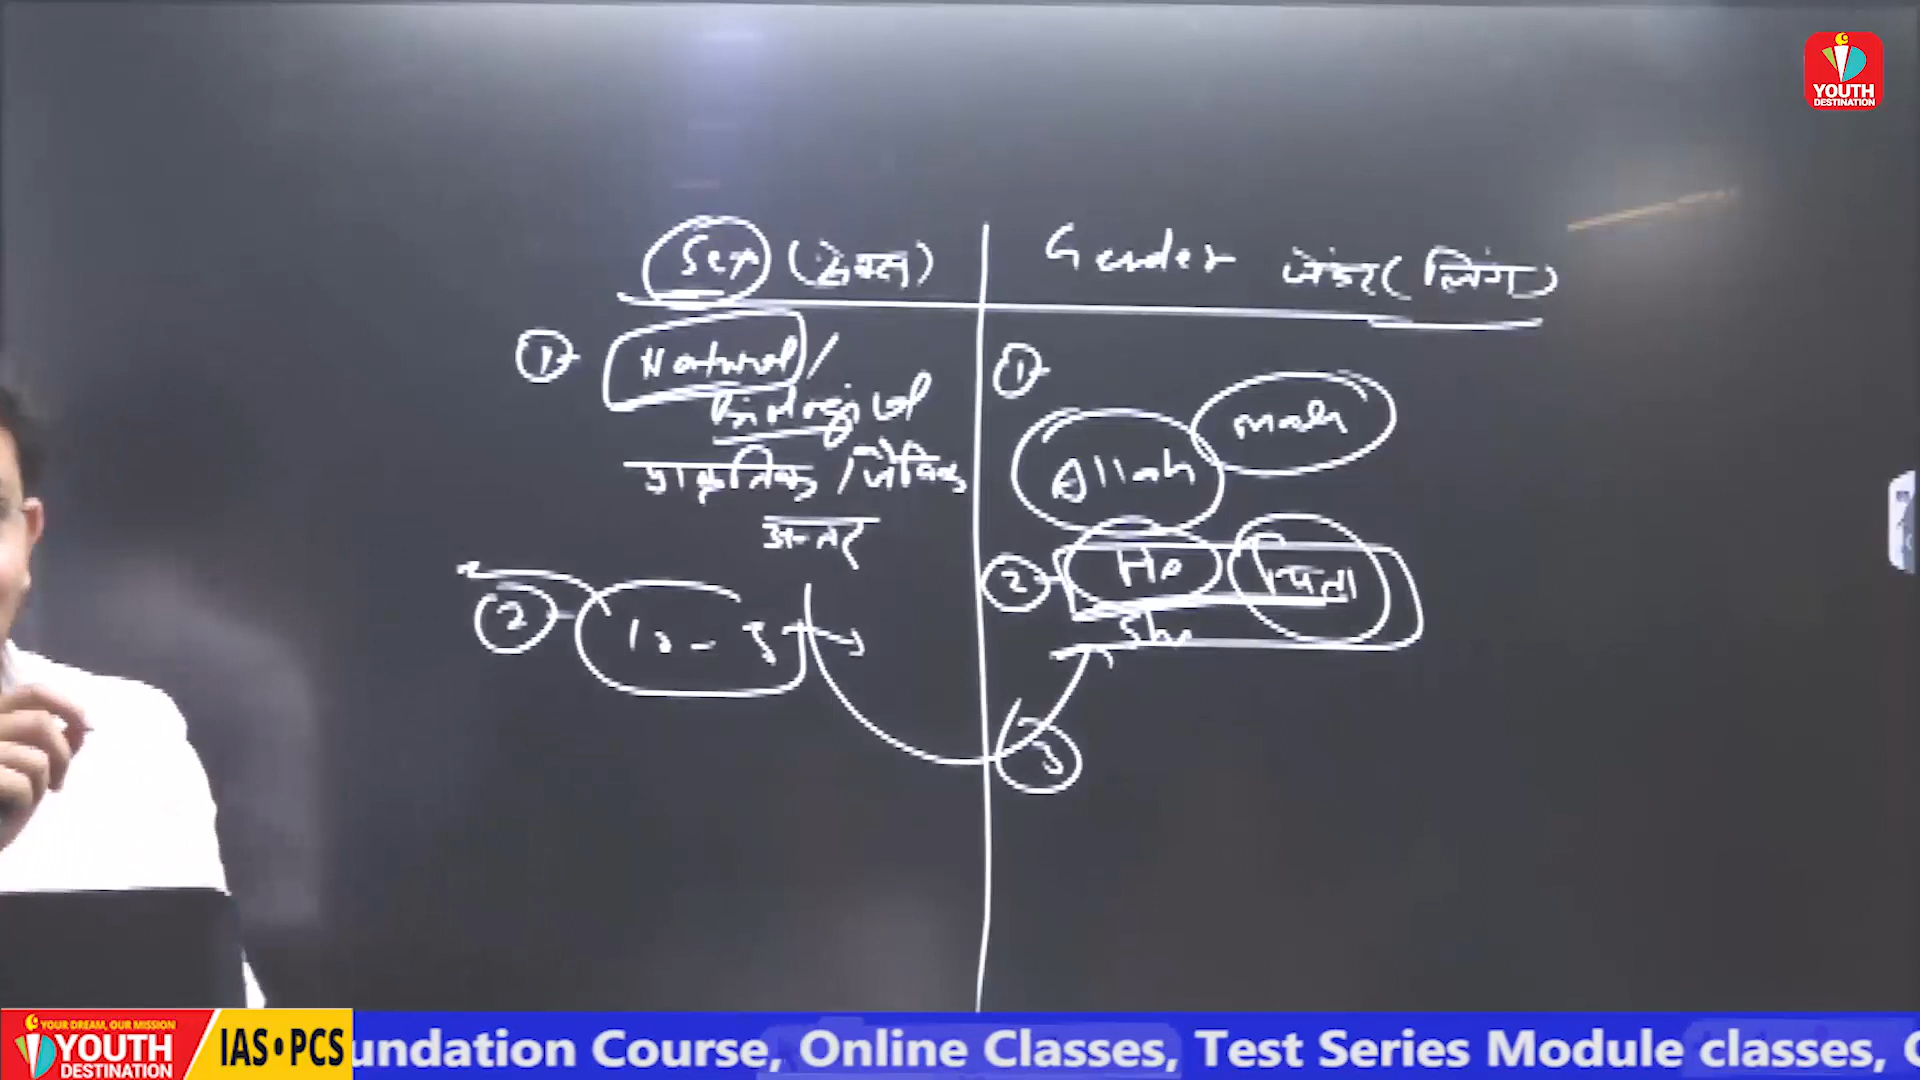 YOUTH
DESTINATION
Sex (सेक्स) Gender जेंडर (लिंग)
① Natural/
biological
प्राकृतिक / जैविक
अन्तर
①
male
Allah
② He पिता
She
②
③
YOUR DREAM, OUR MISSION
YOUTH
DESTINATION
IAS•PCS
undation Course, Online Classes, Test Series Module classes, C